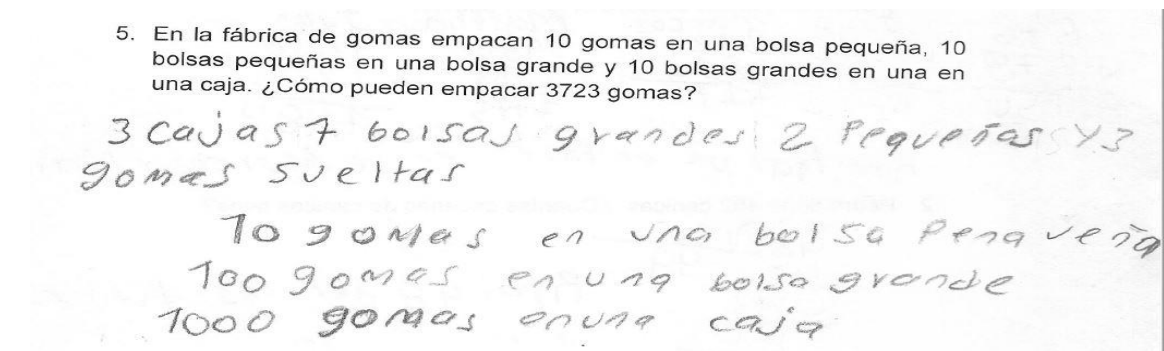 5. En la fábrica de gomas empacan 10 gomas en una bolsa pequeña, 10
bolsas pequeñas en una bolsa grande y 10 bolsas grandes en una en
una caja. ¿Cómo pueden empacar 3723 gomas?
3 cajas 7 bolsas grandes 2 Pequeñas y 3
gomas sueltas
10 gomas en una bolsa Penqueña
100 gomas en una bolsa grande
1000 gomas en una caja